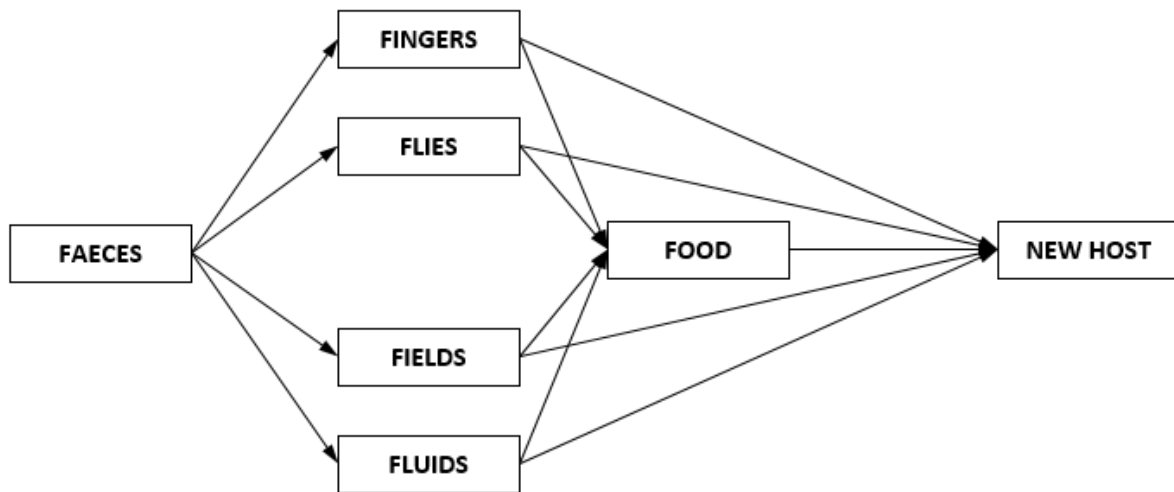 FINGERS
FLIES
FAECES
FOOD
NEW HOST
FIELDS
FLUIDS